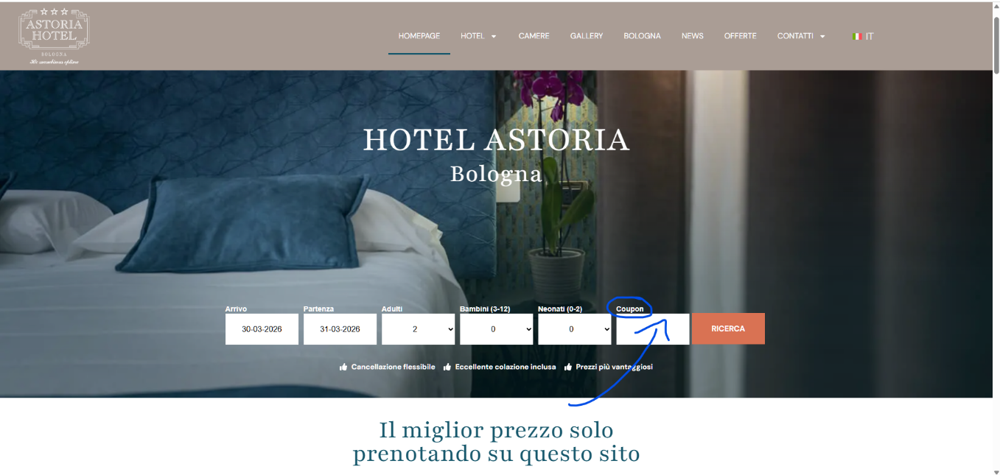 ASTORIA
HOTEL
BOLOGNA
HOMEPAGE HOTEL CAMERE GALLERY BOLOGNA NEWS OFFERTE CONTATTI IT
HOTEL ASTORIA
Bologna
Arrivo Partenza Adulti Bambini (3-12) Neonati (0-2) Coupon
30-03-2026 31-03-2026 2 0 0 RICERCA
Cancellazione flessibile Eccellente colazione inclusa Prezzi più vantaggiosi
Il miglior prezzo solo
prenotando su questo sito